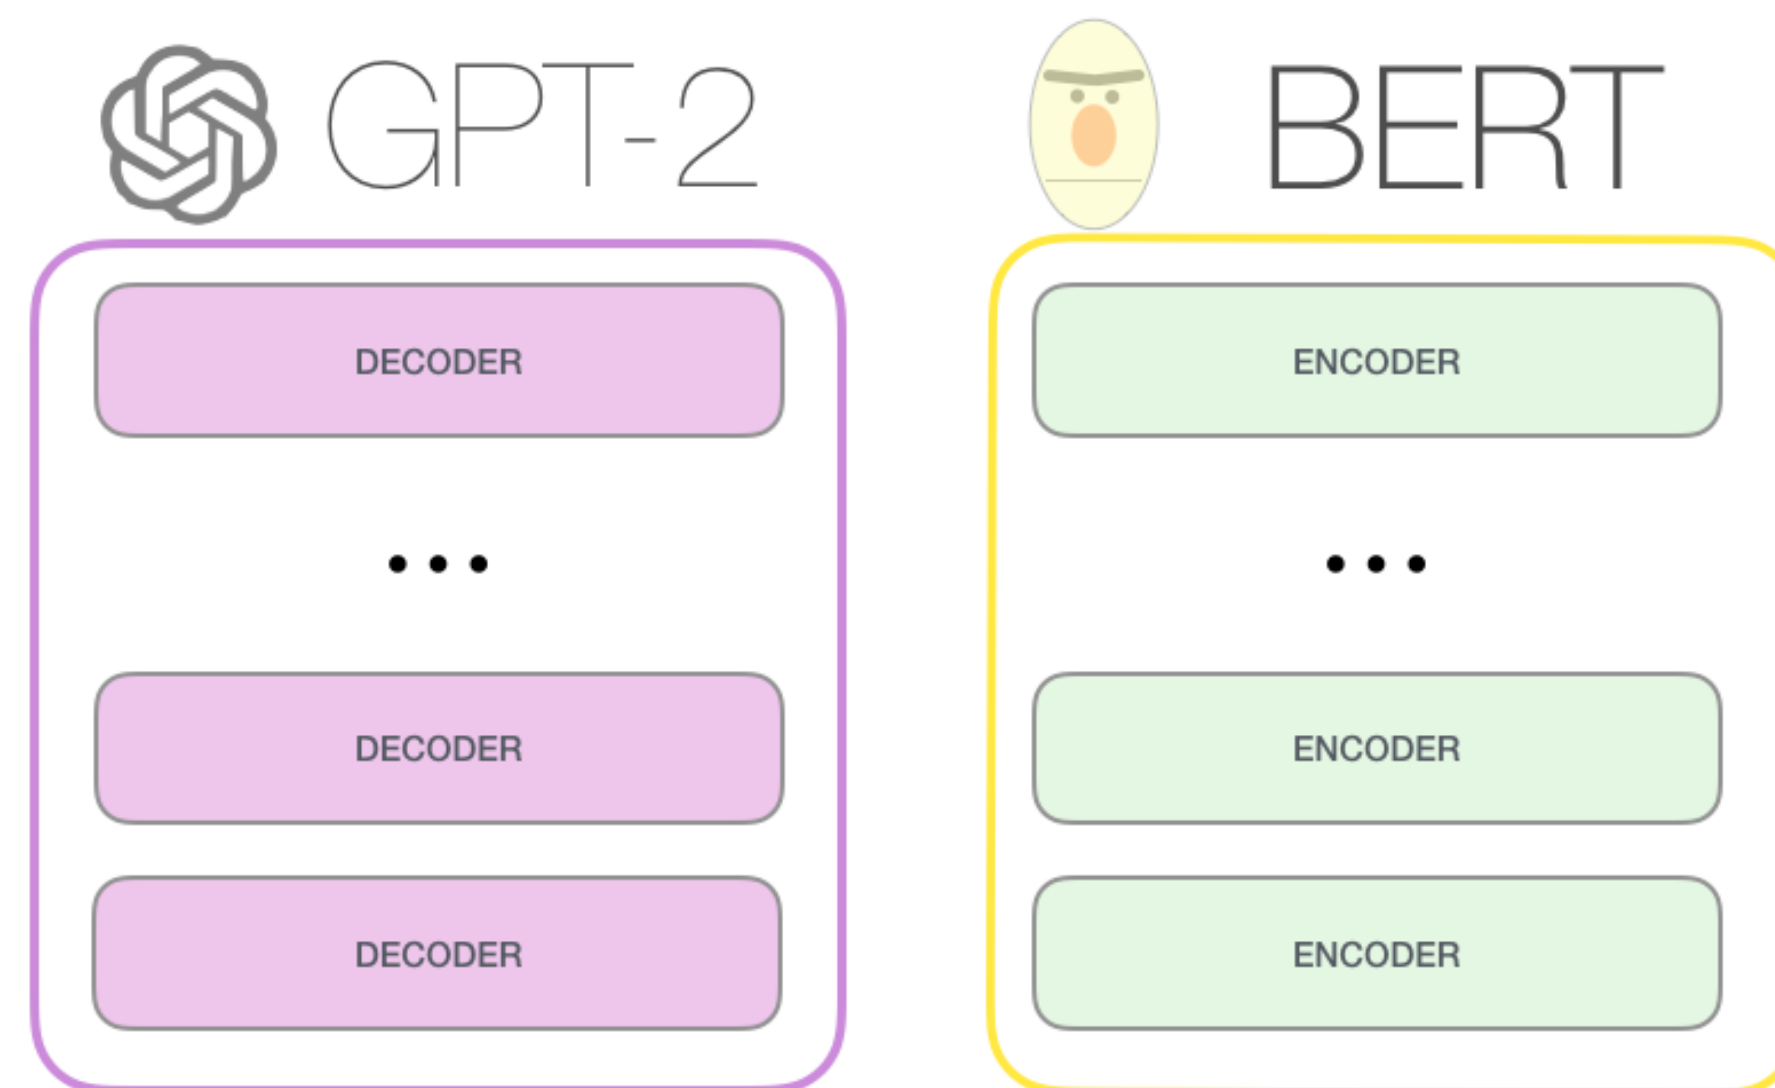 GPT-2
DECODER
...
DECODER
DECODER
BERT
ENCODER
...
ENCODER
ENCODER